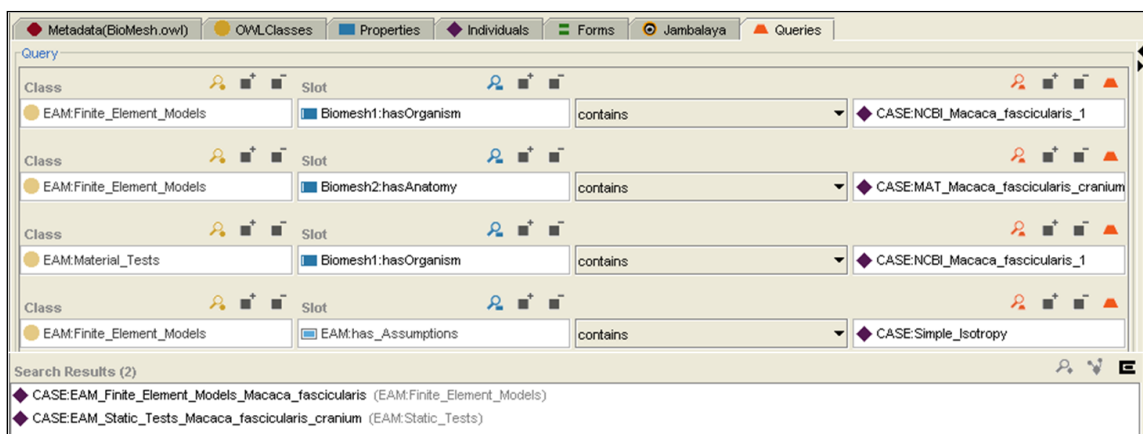 Metadata(BioMesh.owl) OWLClasses Properties Individuals Forms Jambalaya Queries
Query
Class Slot
EAM:Finite_Element_Models Biomesh1:hasOrganism contains CASE:NCBI_Macaca_fascicularis_1
Class Slot
EAM:Finite_Element_Models Biomesh2:hasAnatomy contains CASE:MAT_Macaca_fascicularis_cranium
Class Slot
EAM:Material_Tests Biomesh1:hasOrganism contains CASE:NCBI_Macaca_fascicularis_1
Class Slot
EAM:Finite_Element_Models EAM:has_Assumptions contains CASE:Simple_Isotropy
Search Results (2)
CASE:EAM_Finite_Element_Models_Macaca_fascicularis (EAM:Finite_Element_Models)
CASE:EAM_Static_Tests_Macaca_fascicularis_cranium (EAM:Static_Tests)